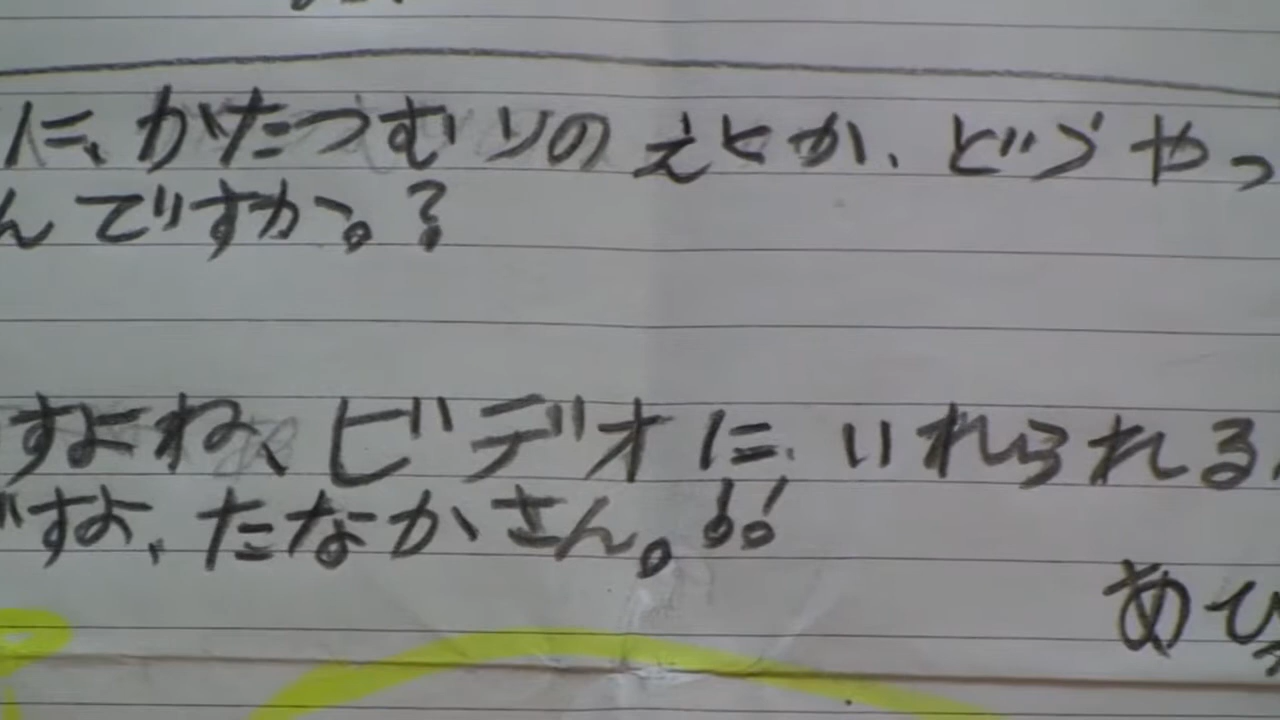 に、かたつむりのえとか、どうやっ
んですか。?
すよね、ビデオに、いれられる
ですよ、たなかさん。!!
あひ